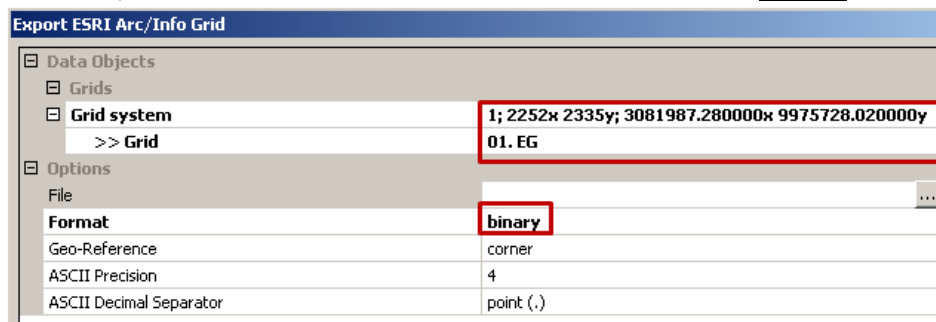 Export ESRI Arc/Info Grid
Data Objects
Grids
Grid system 1; 2252x 2335y; 3081987.280000x 9975728.020000y
>> Grid 01. EG
Options
File ...
Format binary
Geo-Reference corner
ASCII Precision 4
ASCII Decimal Separator point (.)